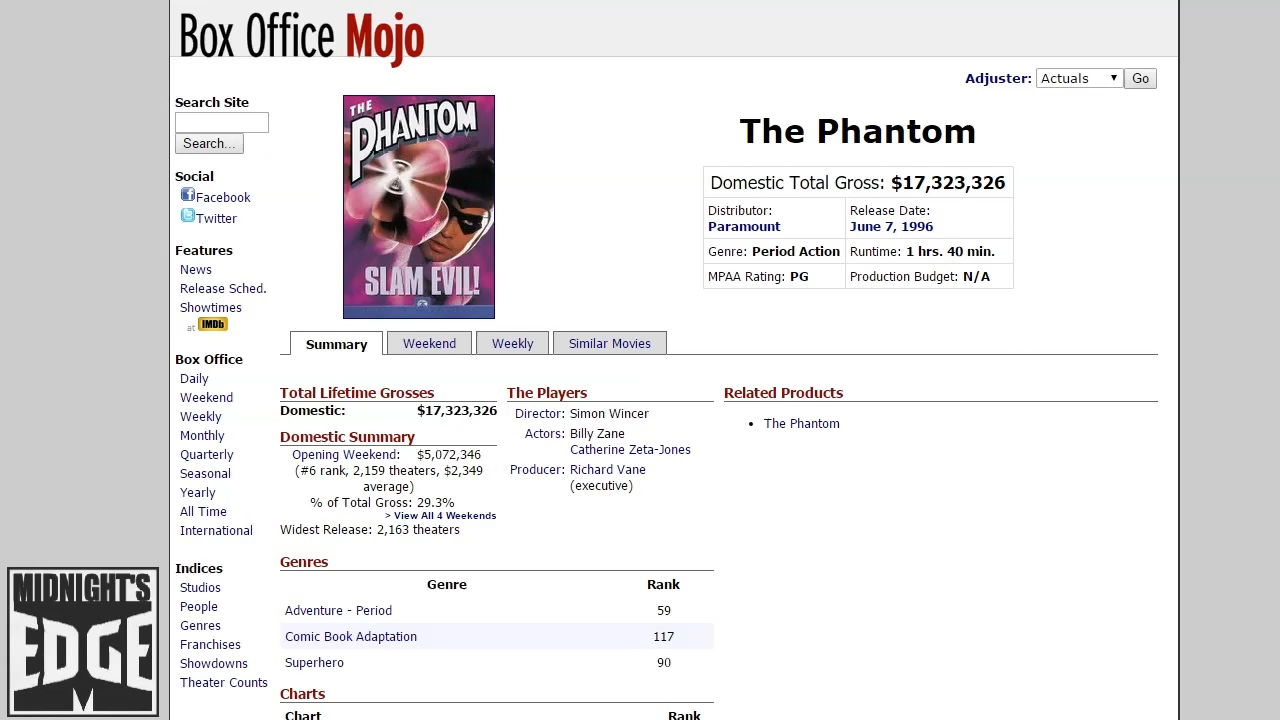 Box Office Mojo
Adjuster: Actuals Go
Search Site
Search...
Social
Facebook
Twitter
Features
News
Release Sched.
Showtimes
at IMDb
Box Office
Daily
Weekend
Weekly
Monthly
Quarterly
Seasonal
Yearly
All Time
International
Indices
Studios
People
Genres
Franchises
Showdowns
Theater Counts
THE
PHANTOM
SLAM EVIL!
The Phantom
Domestic Total Gross: $17,323,326
Distributor: Release Date:
Paramount June 7, 1996
Genre: Period Action Runtime: 1 hrs. 40 min.
MPAA Rating: PG Production Budget: N/A
Summary Weekend Weekly Similar Movies
Total Lifetime Grosses
Domestic: $17,323,326
Domestic Summary
Opening Weekend: $5,072,346
(#6 rank, 2,159 theaters, $2,349
average)
% of Total Gross: 29.3%
> View All 4 Weekends
Widest Release: 2,163 theaters
The Players
Director: Simon Wincer
Actors: Billy Zane
Catherine Zeta-Jones
Producer: Richard Vane
(executive)
Related Products
• The Phantom
Genres
Genre Rank
Adventure - Period 59
Comic Book Adaptation 117
Superhero 90
Charts
Chart Rank
MIDNIGHT'S
EDGE